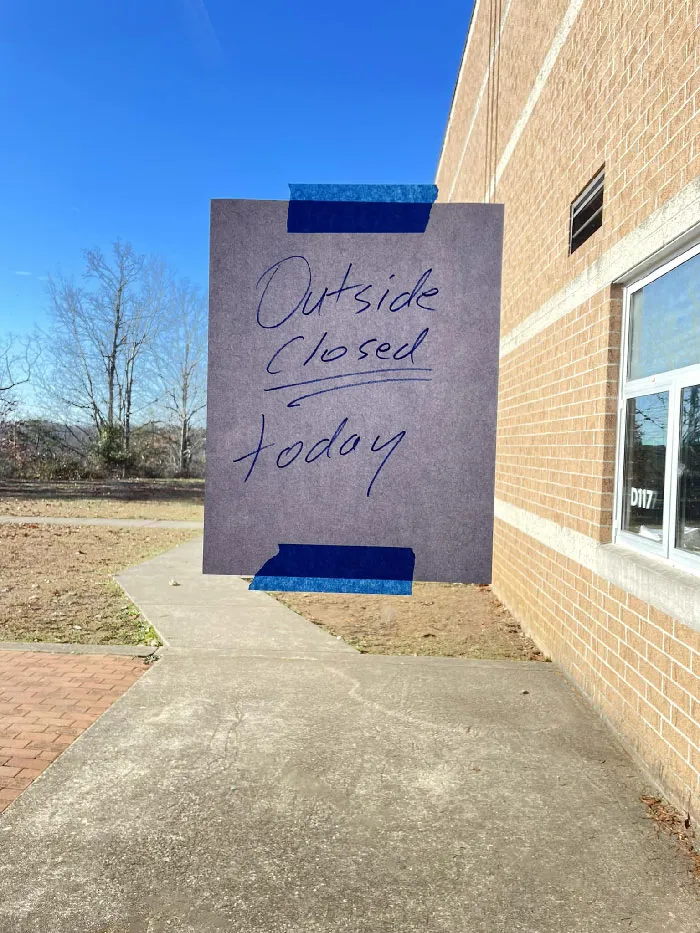 Outside
Closed
today
D117